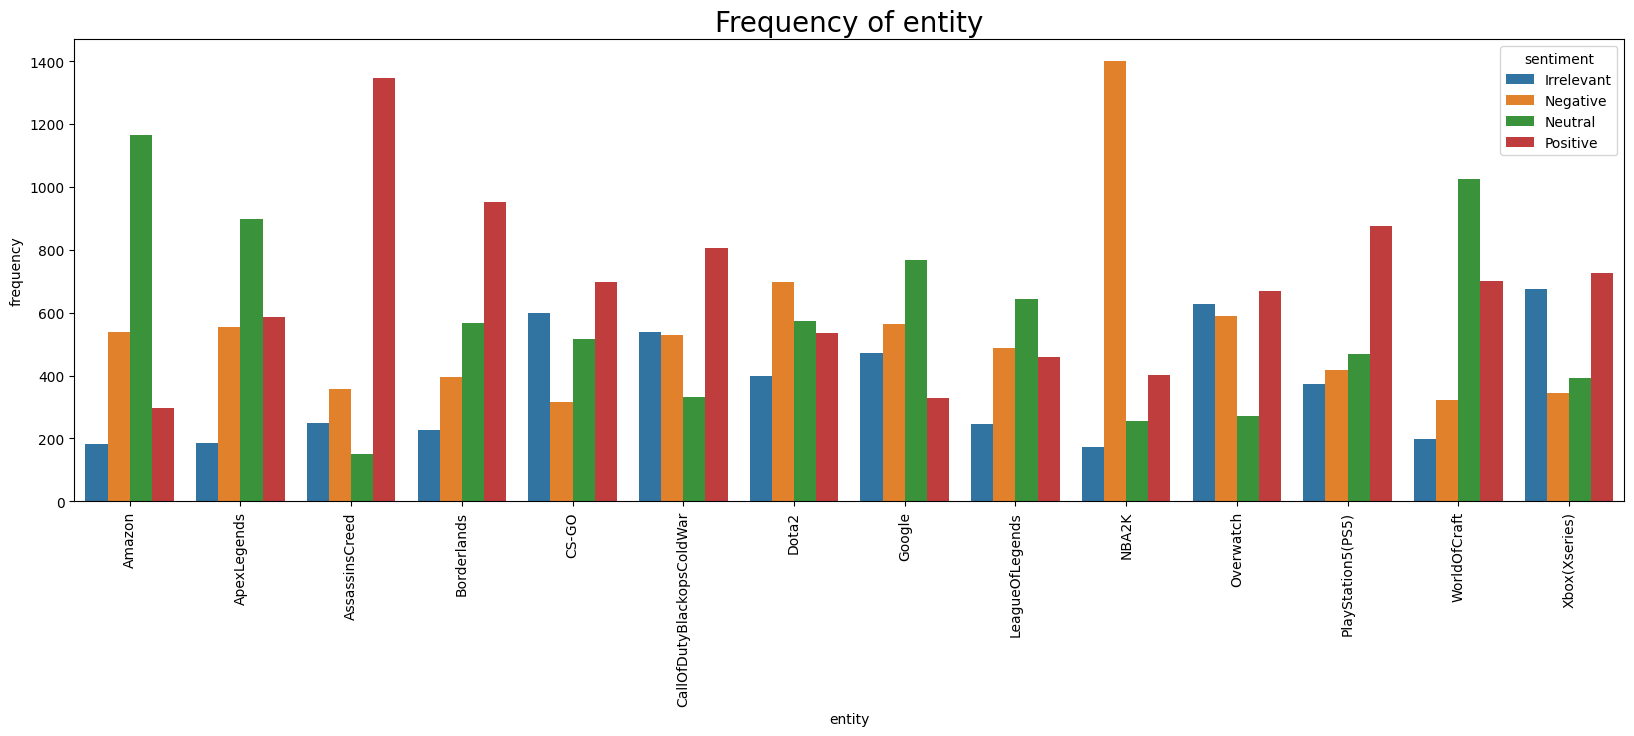 Frequency of entity
sentiment
Irrelevant
Negative
Neutral
Positive
frequency
1400
1200
1000
800
600
400
200
0
Amazon
ApexLegends
AssassinsCreed
Borderlands
CS-GO
CallOfDutyBlackopsColdWar
Dota2
Google
LeagueOfLegends
NBA2K
Overwatch
PlayStation5(PS5)
WorldOfCraft
Xbox(Xseries)
entity